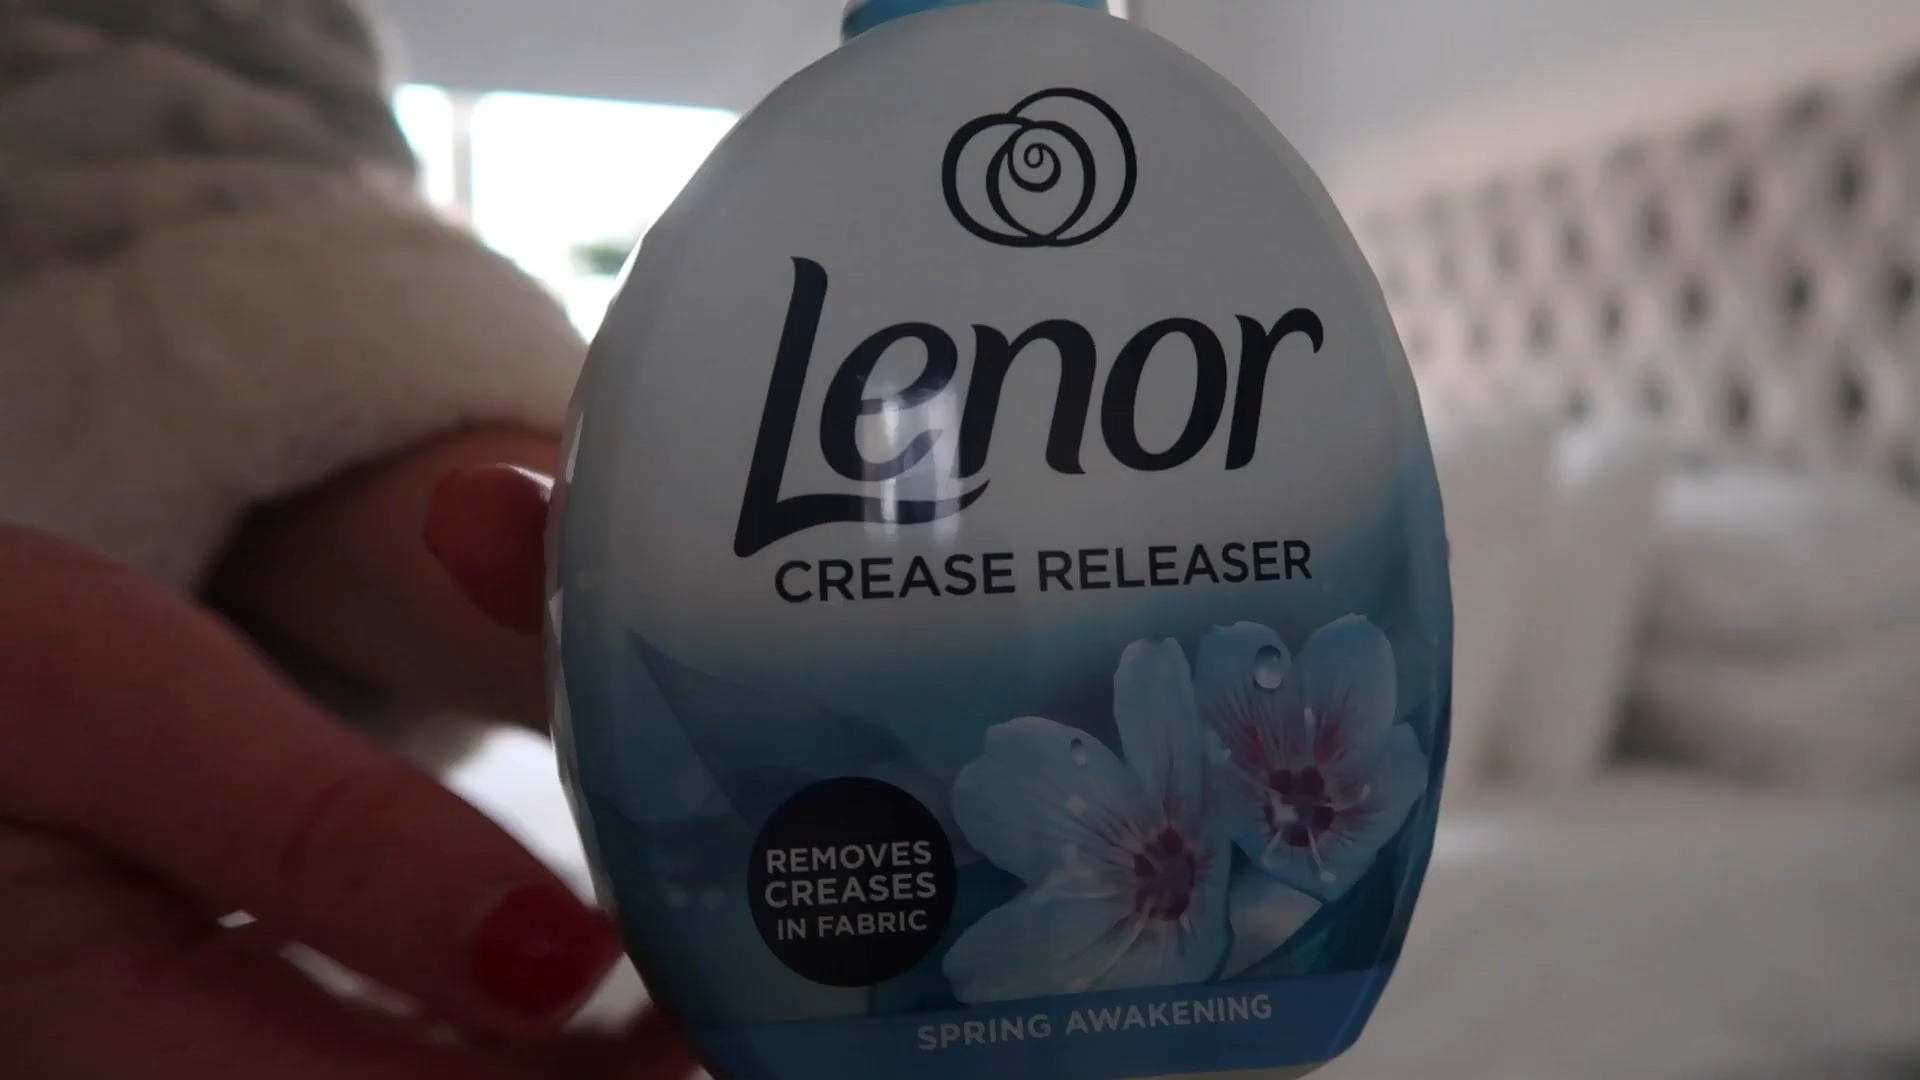 Lenor
CREASE RELEASER
REMOVES
CREASES
IN FABRIC
SPRING AWAKENING